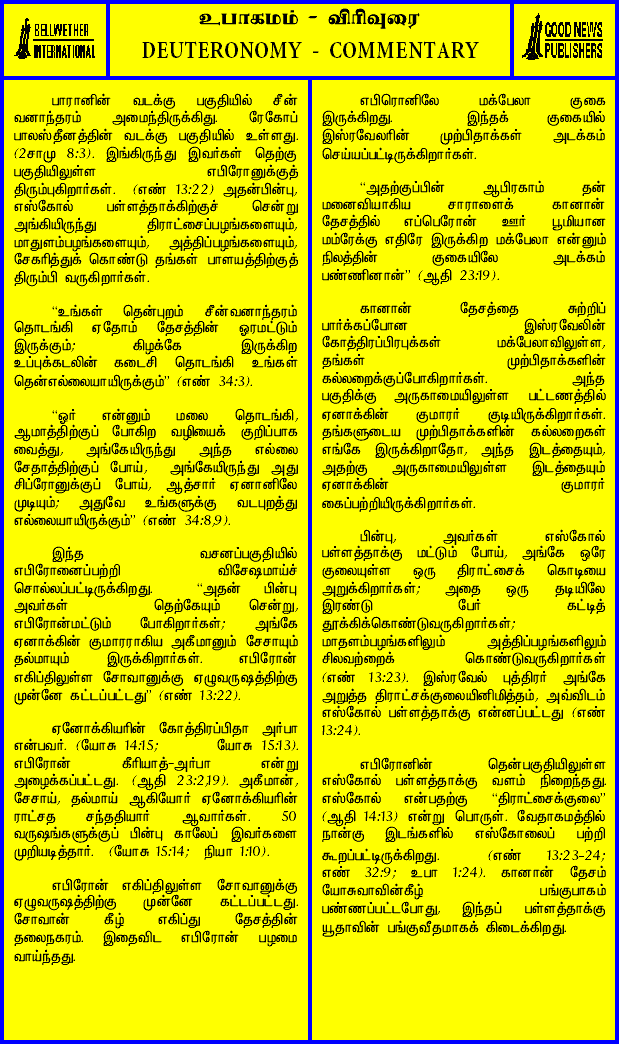 BELLWETHER
INTERNATIONAL
உபாகமம் - விரிவுரை
DEUTERONOMY - COMMENTARY
GOOD NEWS
PUBLISHERS
பாரானின் வடக்கு பகுதியில் சீன்
வனாந்தரம் அமைந்திருக்கிது. ரேகோப்
பாலஸ்தீனத்தின் வடக்கு பகுதியில் உள்ளது.
(2சாமு 8:3). இங்கிருந்து இவர்கள் தெற்கு
பகுதியிலுள்ள எபிரோனுக்குத்
திரும்புகிறார்கள். (எண் 13:22) அதன்பின்பு,
எஸ்கோல் பள்ளத்தாக்கிற்குச் சென்று
அங்கியிருந்து திராட்சைப்பழங்களையும்,
மாதுளம்பழங்களையும், அத்திப்பழங்களையும்,
சேகரித்துக் கொண்டு தங்கள் பாளயத்திற்குத்
திரும்பி வருகிறார்கள்.
“உங்கள் தென்புறம் சீன்வனாந்தரம்
தொடங்கி ஏதோம் தேசத்தின் ஓரமட்டும்
இருக்கும்; கிழக்கே இருக்கிற
உப்புக்கடலின் கடைசி தொடங்கி உங்கள்
தென்எல்லையாயிருக்கும்” (எண் 34:3).
“ஓர் என்னும் மலை தொடங்கி,
ஆமாத்திற்குப் போகிற வழியைக் குறிப்பாக
வைத்து, அங்கேயிருந்து அந்த எல்லை
சேதாத்திற்குப் போய், அங்கேயிருந்து அது
சிப்ரோனுக்குப் போய், ஆத்சார் ஏனானிலே
முடியும்; அதுவே உங்களுக்கு வடபுறத்து
எல்லையாயிருக்கும்” (எண் 34:8,9).
இந்த வசனப்பகுதியில்
எபிரோனைப்பற்றி விசேஷமாய்ச்
சொல்லப்பட்டிருக்கிறது. “அதன் பின்பு
அவர்கள் தெற்கேயும் சென்று,
எபிரோன்மட்டும் போகிறார்கள்; அங்கே
ஏனாக்கின் குமாரராகிய அகீமானும் சேசாயும்
தல்மாயும் இருக்கிறார்கள். எபிரோன்
எகிப்திலுள்ள சோவானுக்கு ஏழுவருஷத்திற்கு
முன்னே கட்டப்பட்டது” (எண் 13:22).
ஏனோக்கியரின் கோத்திரப்பிதா அர்பா
என்பவர். (யோசு 14:15; யோசு 15:13).
எபிரோன் கீரியாத்-அர்பா என்று
அழைக்கப்பட்டது. (ஆதி 23:2,19). அகீமான்,
சேசாய், தல்மாய் ஆகியோர் ஏனோக்கியரின்
ராட்சத சந்ததியார் ஆவார்கள். 50
வருஷங்களுக்குப் பின்பு காலேப் இவர்களை
முறியடித்தார். (யோசு 15:14; நியா 1:10).
எபிரோன் எகிப்திலுள்ள சோவானுக்கு
ஏழுவருஷத்திற்கு முன்னே கட்டப்பட்டது.
சோவான் கீழ் எகிப்து தேசத்தின்
தலைநகரம். இதைவிட எபிரோன் பழமை
வாய்ந்தது.
எபிரொனிலே மக்பேலா குகை
இருக்கிறது. இந்தக் குகையில்
இஸ்ரவேலரின் முற்பிதாக்கள் அடக்கம்
செய்யப்பட்டிருக்கிறார்கள்.
“அதற்குப்பின் ஆபிரகாம் தன்
மனைவியாகிய சாராளைக் கானான்
தேசத்தில் எப்பெரோன் ஊர் பூமியான
மம்ரேக்கு எதிரே இருக்கிற மக்பேலா என்னும்
நிலத்தின் குகையிலே அடக்கம்
பண்ணினான்” (ஆதி 23:19).
கானான் தேசத்தை சுற்றிப்
பார்க்கப்போன இஸ்ரவேலின்
கோத்திரப்பிரபுக்கள் மக்பேலாவிலுள்ள,
தங்கள் முற்பிதாக்களின்
கல்லறைக்குப்போகிறார்கள். அந்த
பகுதிக்கு அருகாமையிலுள்ள பட்டணத்தில்
ஏனாக்கின் குமாரர் குடியிருக்கிறார்கள்.
தங்களுடைய முற்பிதாக்களின் கல்லறைகள்
எங்கே இருக்கிறாதோ, அந்த இடத்தையும்,
அதற்கு அருகாமையிலுள்ள இடத்தையும்
ஏனாக்கின் குமாரர்
கைப்பற்றியிருக்கிறார்கள்.
பின்பு, அவர்கள் எஸ்கோல்
பள்ளத்தாக்கு மட்டும் போய், அங்கே ஒரே
குலையுள்ள ஒரு திராட்சைக் கொடியை
அறுக்கிறார்கள்; அதை ஒரு தடியிலே
இரண்டு பேர் கட்டித்
தூக்கிக்கொண்டுவருகிறார்கள்;
மாதளம்பழங்களிலும் அத்திப்பழங்களிலும்
சிலவற்றைக் கொண்டுவருகிறார்கள்
(எண் 13:23). இஸ்ரவேல் புத்திரர் அங்கே
அறுத்த திராட்சக்குலையினிமித்தம், அவ்விடம்
எஸ்கோல் பள்ளத்தாக்கு என்னப்பட்டது (எண்
13:24).
எபிரோனின் தென்பகுதியிலுள்ள
எஸ்கோல் பள்ளத்தாக்கு வளம் நிறைந்தது.
எஸ்கோல் என்பதற்கு “திராட்சைக்குலை”
(ஆதி 14:13) என்று பொருள். வேதாகமத்தில்
நான்கு இடங்களில் எஸ்கோலைப் பற்றி
கூறப்பட்டிருக்கிறது. (எண் 13:23-24;
எண் 32:9; உபா 1:24). கானான் தேசம்
யோசுவாவின்கீழ் பங்குபாகம்
பண்ணப்பட்டபோது, இந்தப் பள்ளத்தாக்கு
யூதாவின் பங்குவீதமாகக் கிடைக்கிறது.